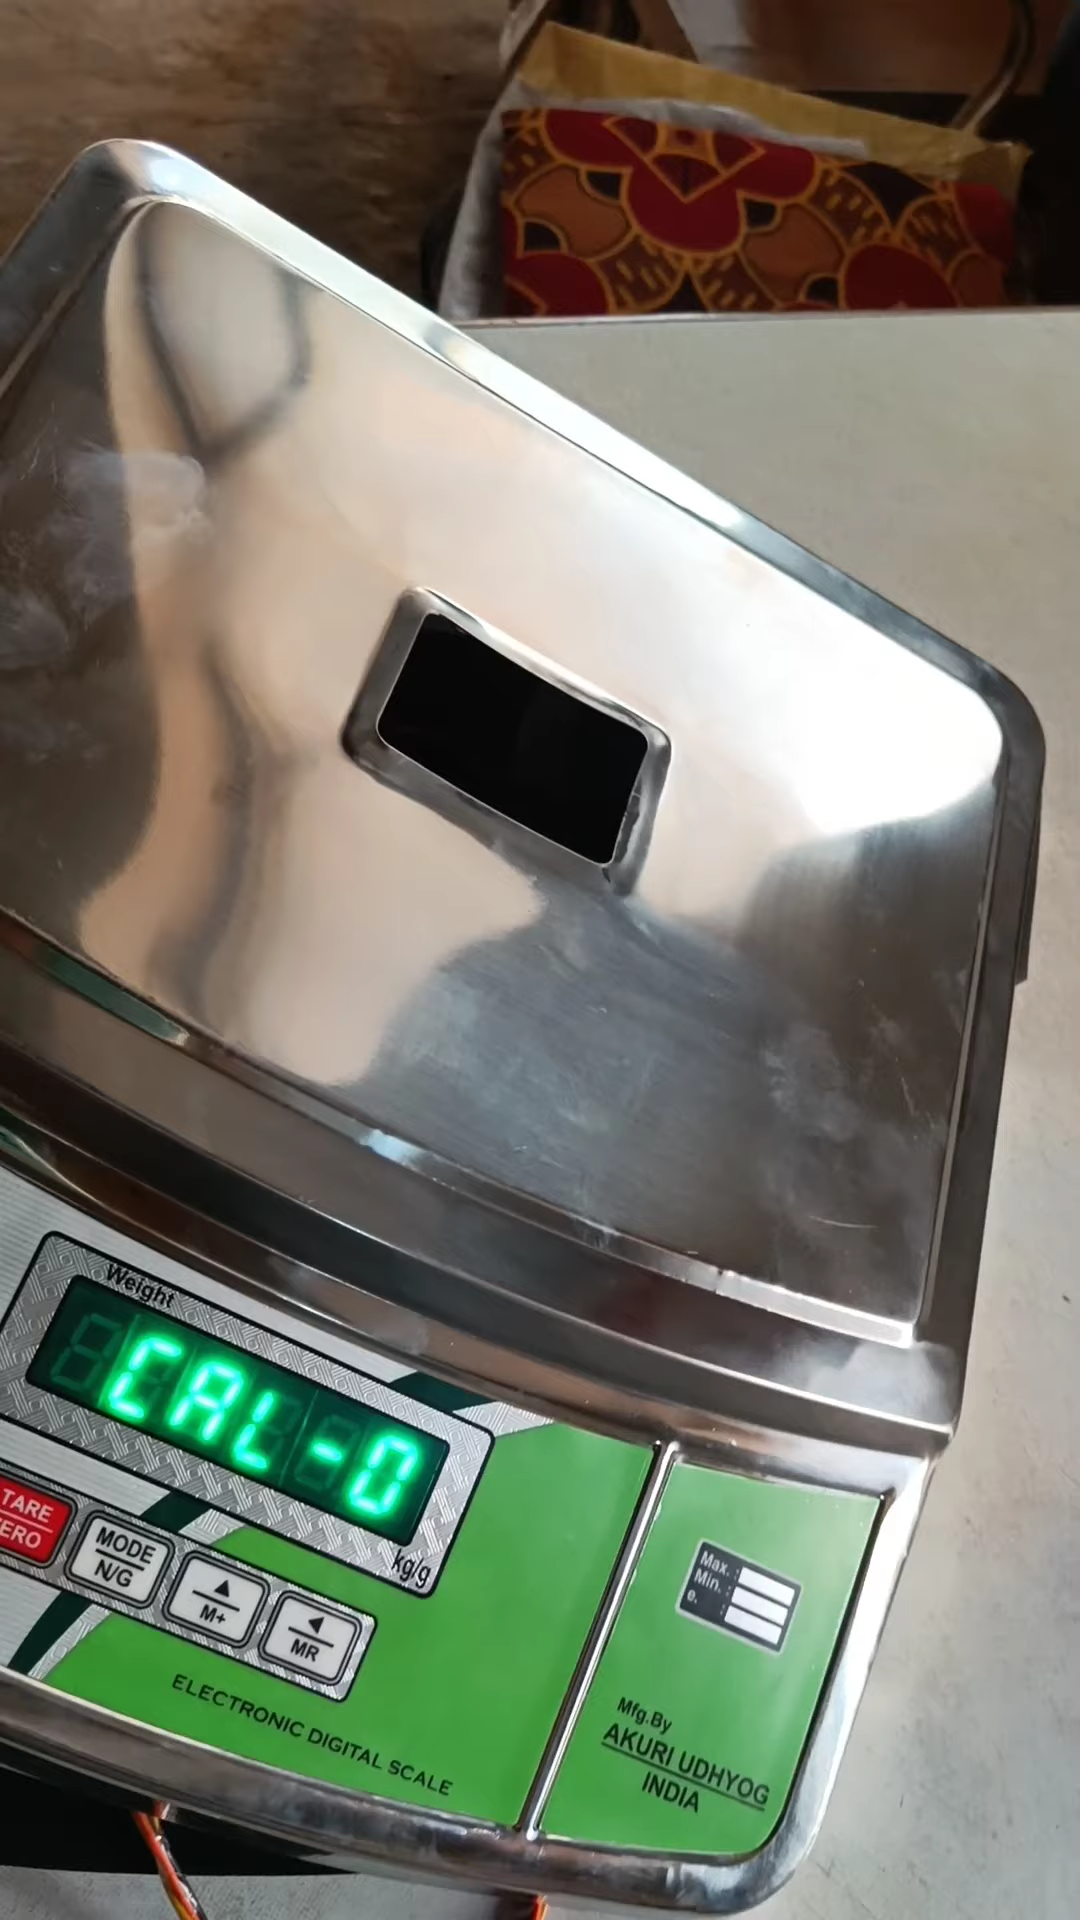 Weight
CAL-0
kg/g
TARE
ZERO
MODE
N/G
M+
MR
ELECTRONIC DIGITAL SCALE
Max. :
Min. :
e. :
Mfg.By
AKURI UDHYOG
INDIA